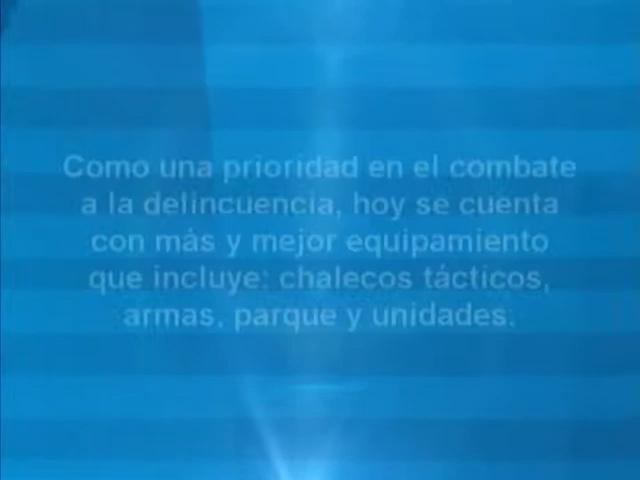 Como una prioridad en el combate
a la delincuencia, hoy se cuenta
con más y mejor equipamiento
que incluye: chalecos tácticos,
armas, parque y unidades.